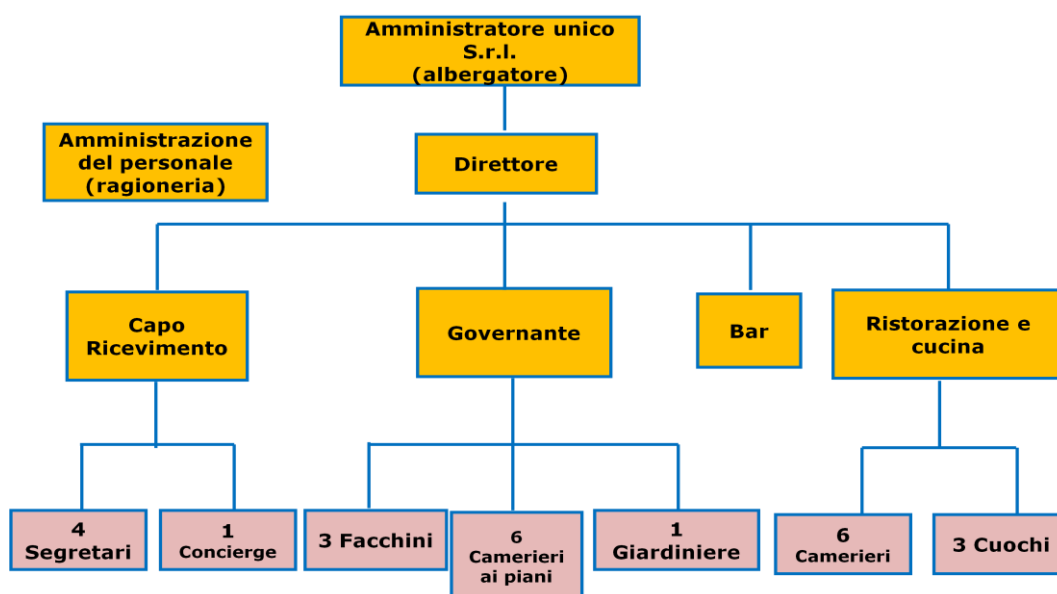 Amministratore unico
S.r.l.
(albergatore)
Amministrazione
del personale
(ragioneria)
Direttore
Capo
Ricevimento
Governante
Bar
Ristorazione e
cucina
4
Segretari
1
Concierge
3 Facchini
6
Camerieri
ai piani
1
Giardiniere
6
Camerieri
3 Cuochi